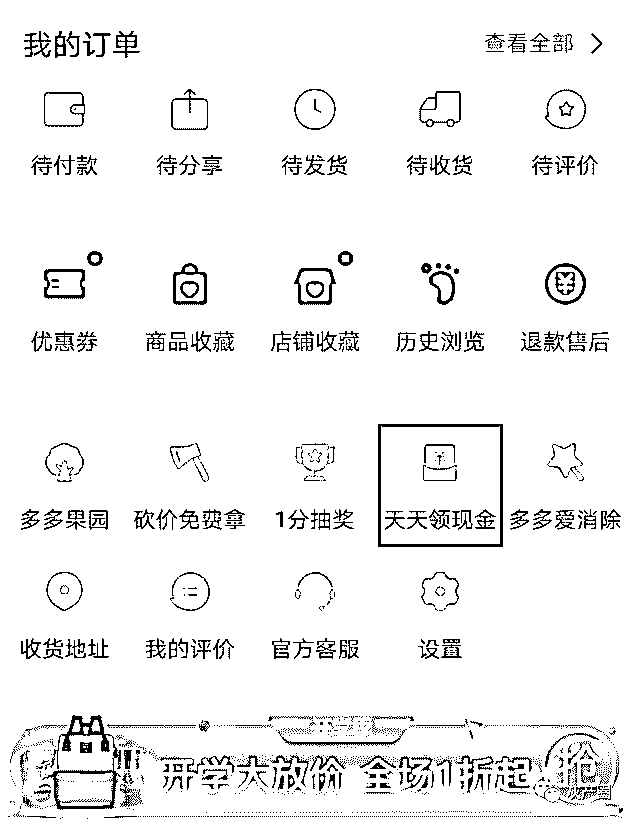 我的订单 查看全部
待付款 待分享 待发货 待收货 待评价
优惠券 商品收藏 店铺收藏 历史浏览 退款售后
多多果园 砍价免费拿 1分抽奖 天天领现金 多多爱消除
收货地址 我的评价 官方客服 设置
开学大放价 全场1折起 抢